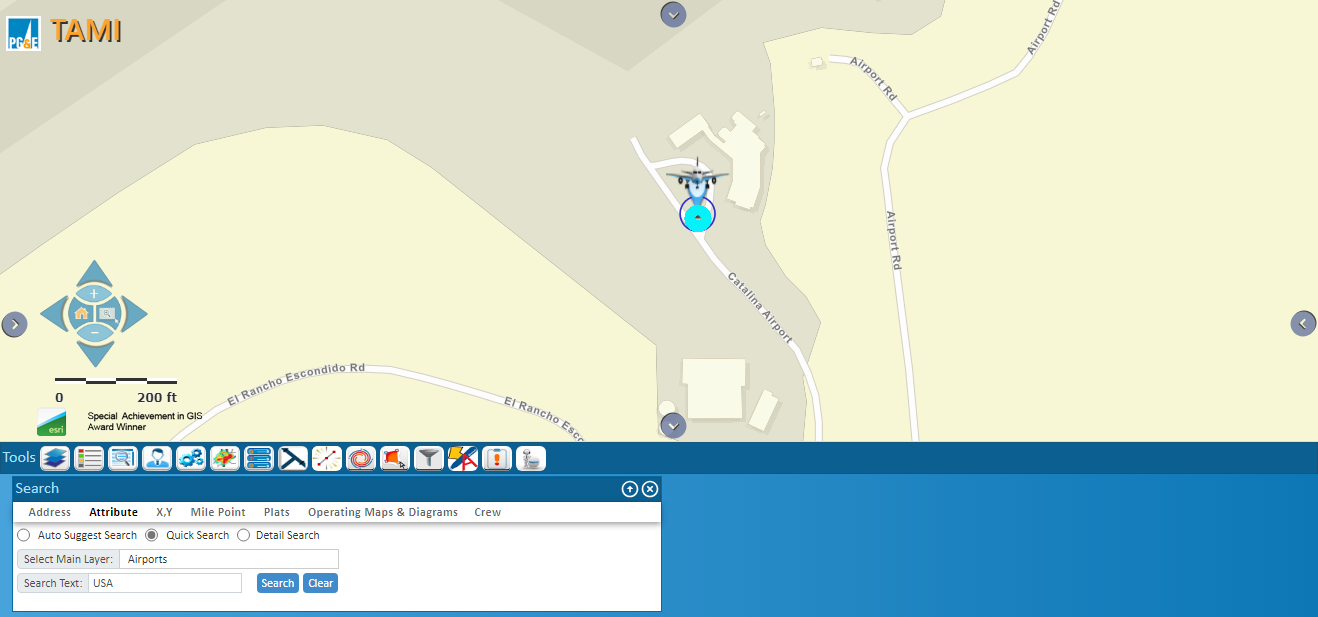 PG&E TAMI
Airport Rd
Airport Rd
Airport Rd
Catalina Airport
El Rancho Escondido Rd
El Rancho Esco
0 200 ft
esri
Special Achievement in GIS
Award Winner
Tools
Search
Address Attribute X,Y Mile Point Plats Operating Maps & Diagrams Crew
Auto Suggest Search Quick Search Detail Search
Select Main Layer: Airports
Search Text: USA Search Clear